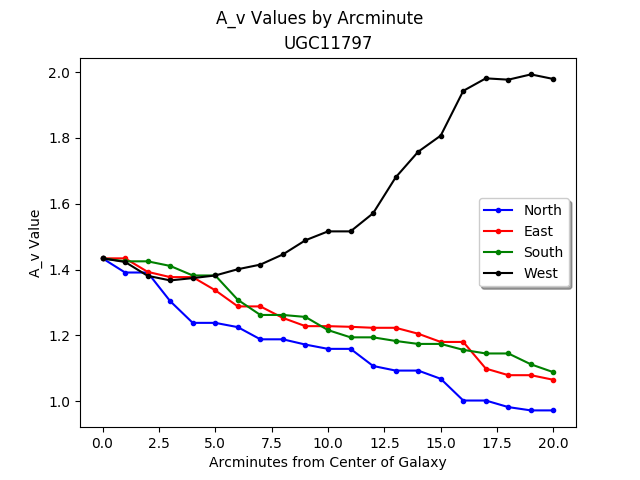 A_v Values by Arcminute
UGC11797
A_v Value
2.0
1.8
1.6
1.4
1.2
1.0
North
East
South
West
0.0 2.5 5.0 7.5 10.0 12.5 15.0 17.5 20.0
Arcminutes from Center of Galaxy